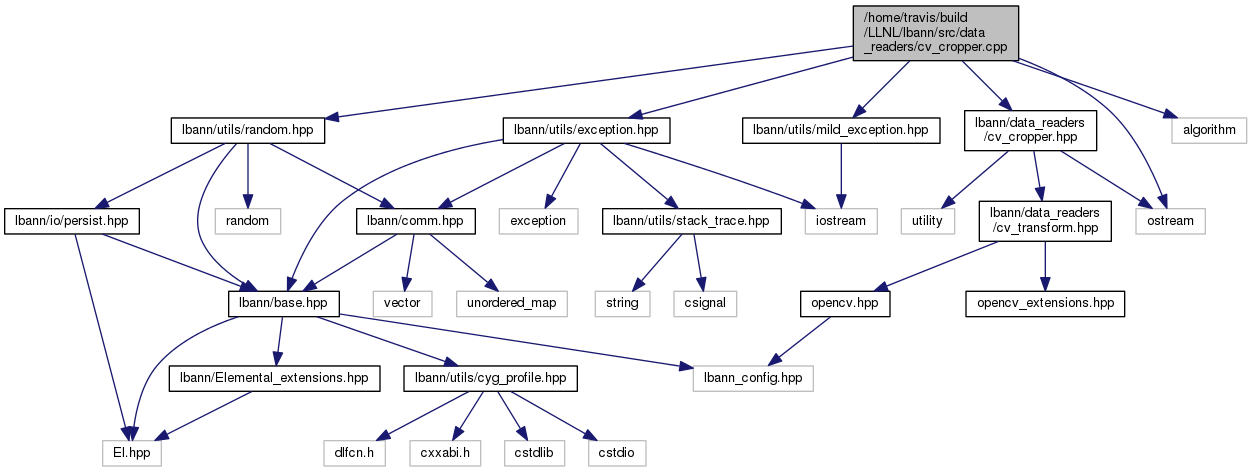 /home/travis/build
/LLNL/lbann/src/data
_readers/cv_cropper.cpp
lbann/utils/random.hpp
lbann/utils/exception.hpp
lbann/utils/mild_exception.hpp
lbann/data_readers
/cv_cropper.hpp
algorithm
lbann/io/persist.hpp
random
lbann/comm.hpp
exception
lbann/utils/stack_trace.hpp
iostream
utility
lbann/data_readers
/cv_transform.hpp
ostream
lbann/base.hpp
vector
unordered_map
string
csignal
opencv.hpp
opencv_extensions.hpp
lbann/Elemental_extensions.hpp
lbann/utils/cyg_profile.hpp
lbann_config.hpp
El.hpp
dlfcn.h
cxxabi.h
cstdlib
cstdio